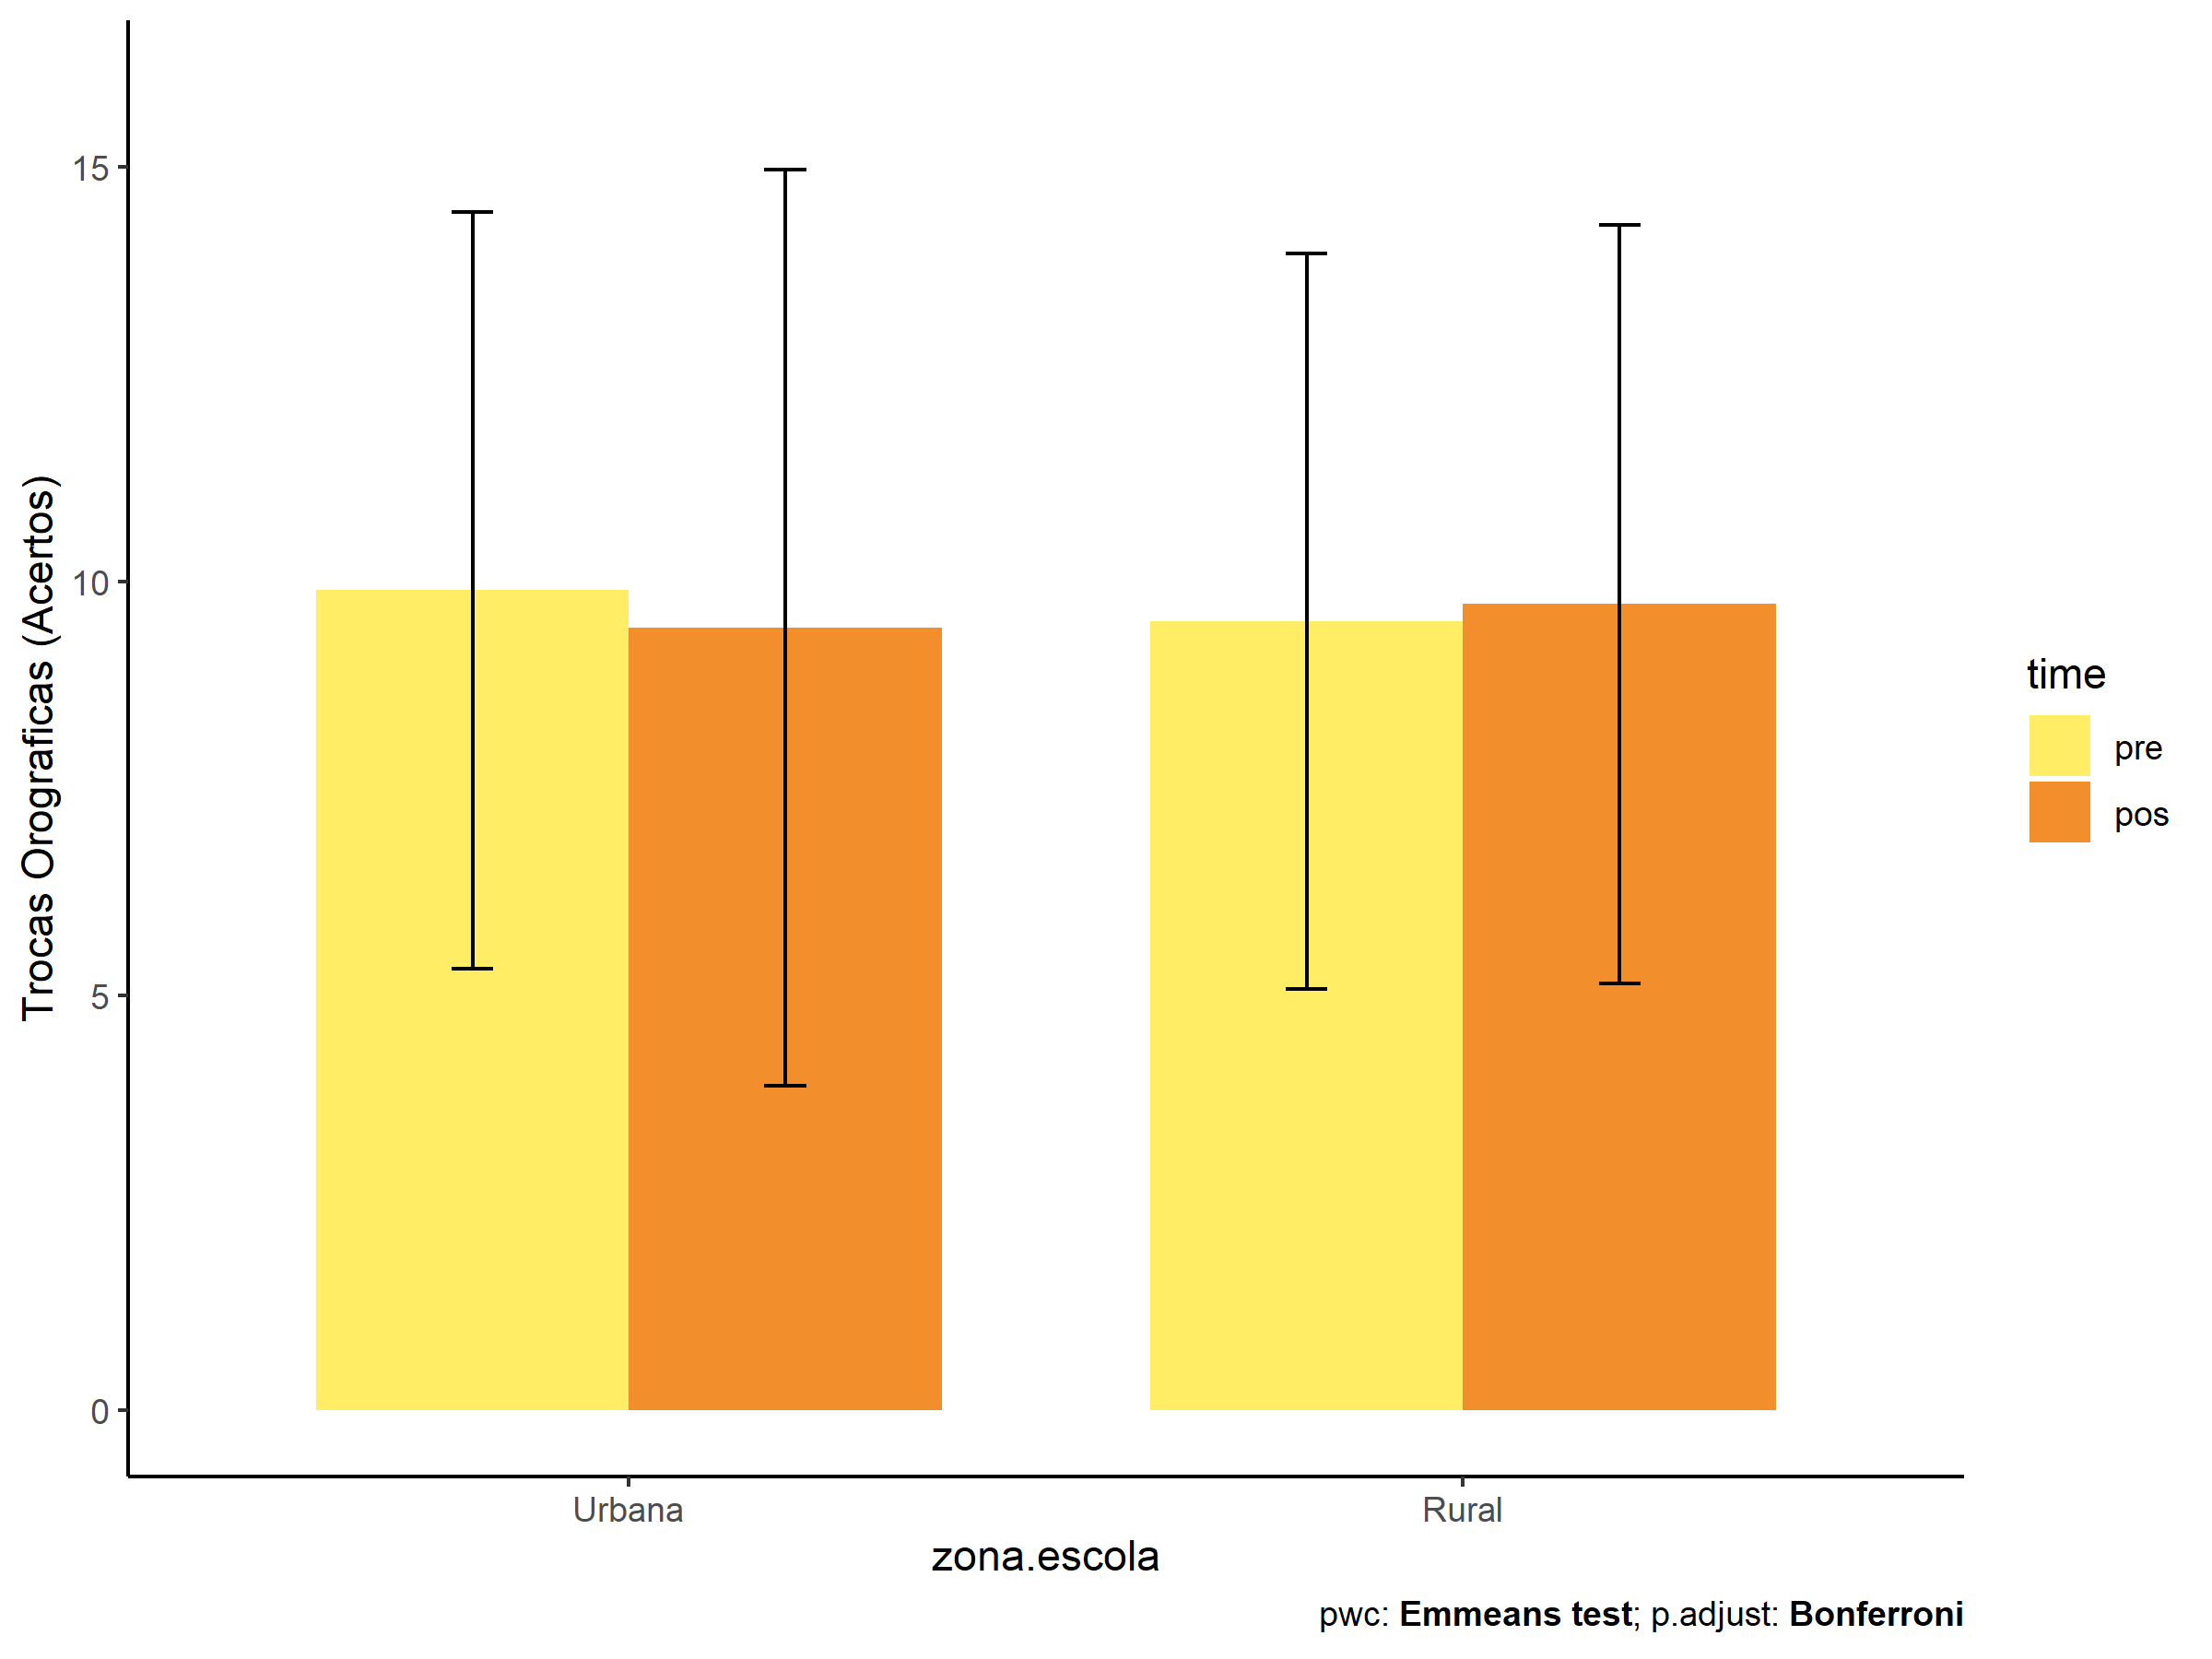 Trocas Orograficas (Acertos)
15
10
5
0
Urbana
Rural
zona.escola
time
pre
pos
pwc: Emmeans test; p.adjust: Bonferroni